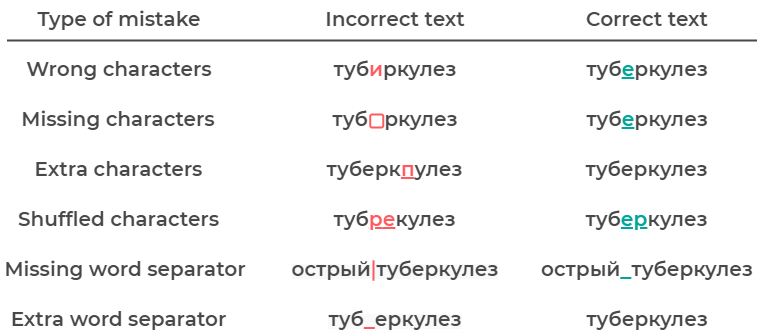 Type of mistake Incorrect text Correct text
Wrong characters тубиркулез туберкулез
Missing characters туб▢ркулез туберкулез
Extra characters туберкпулез туберкулез
Shuffled characters тубрекулез туберкулез
Missing word separator острый|туберкулез острый_туберкулез
Extra word separator туб_еркулез туберкулез